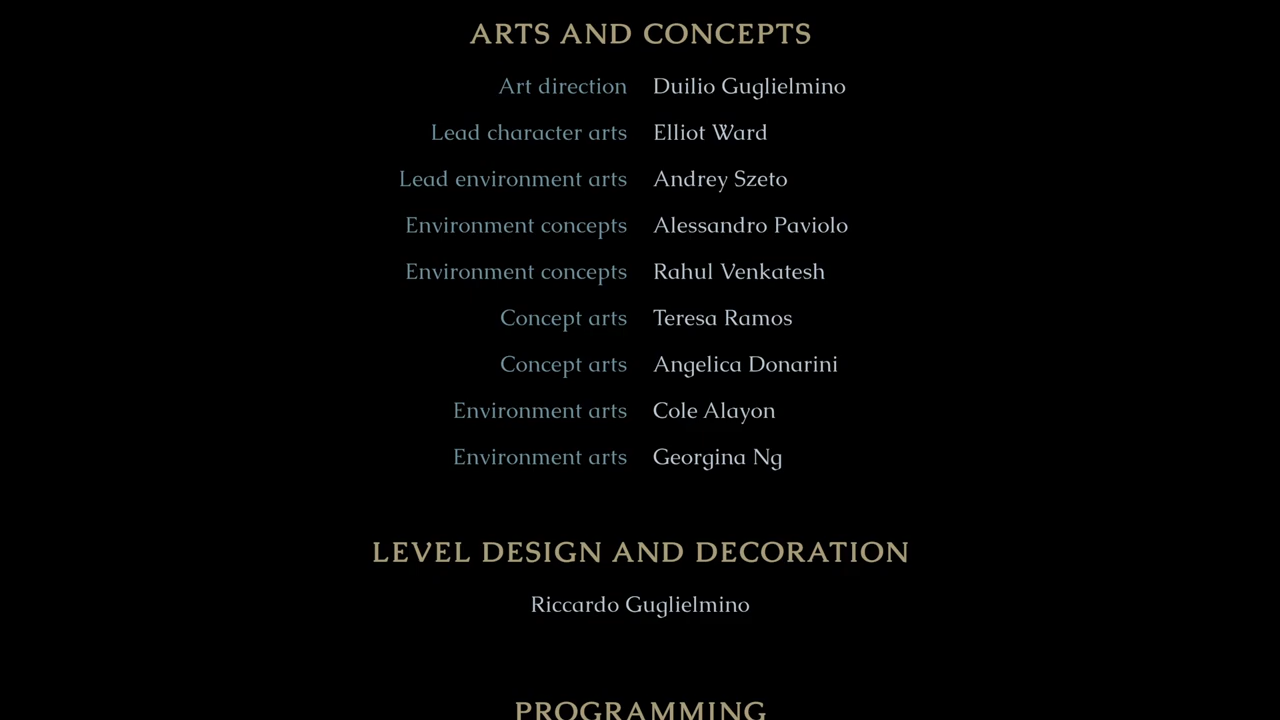 ARTS AND CONCEPTS
Art direction Duilio Guglielmino
Lead character arts Elliot Ward
Lead environment arts Andrey Szeto
Environment concepts Alessandro Paviolo
Environment concepts Rahul Venkatesh
Concept arts Teresa Ramos
Concept arts Angelica Donarini
Environment arts Cole Alayon
Environment arts Georgina Ng
LEVEL DESIGN AND DECORATION
Riccardo Guglielmino
PROGRAMMING